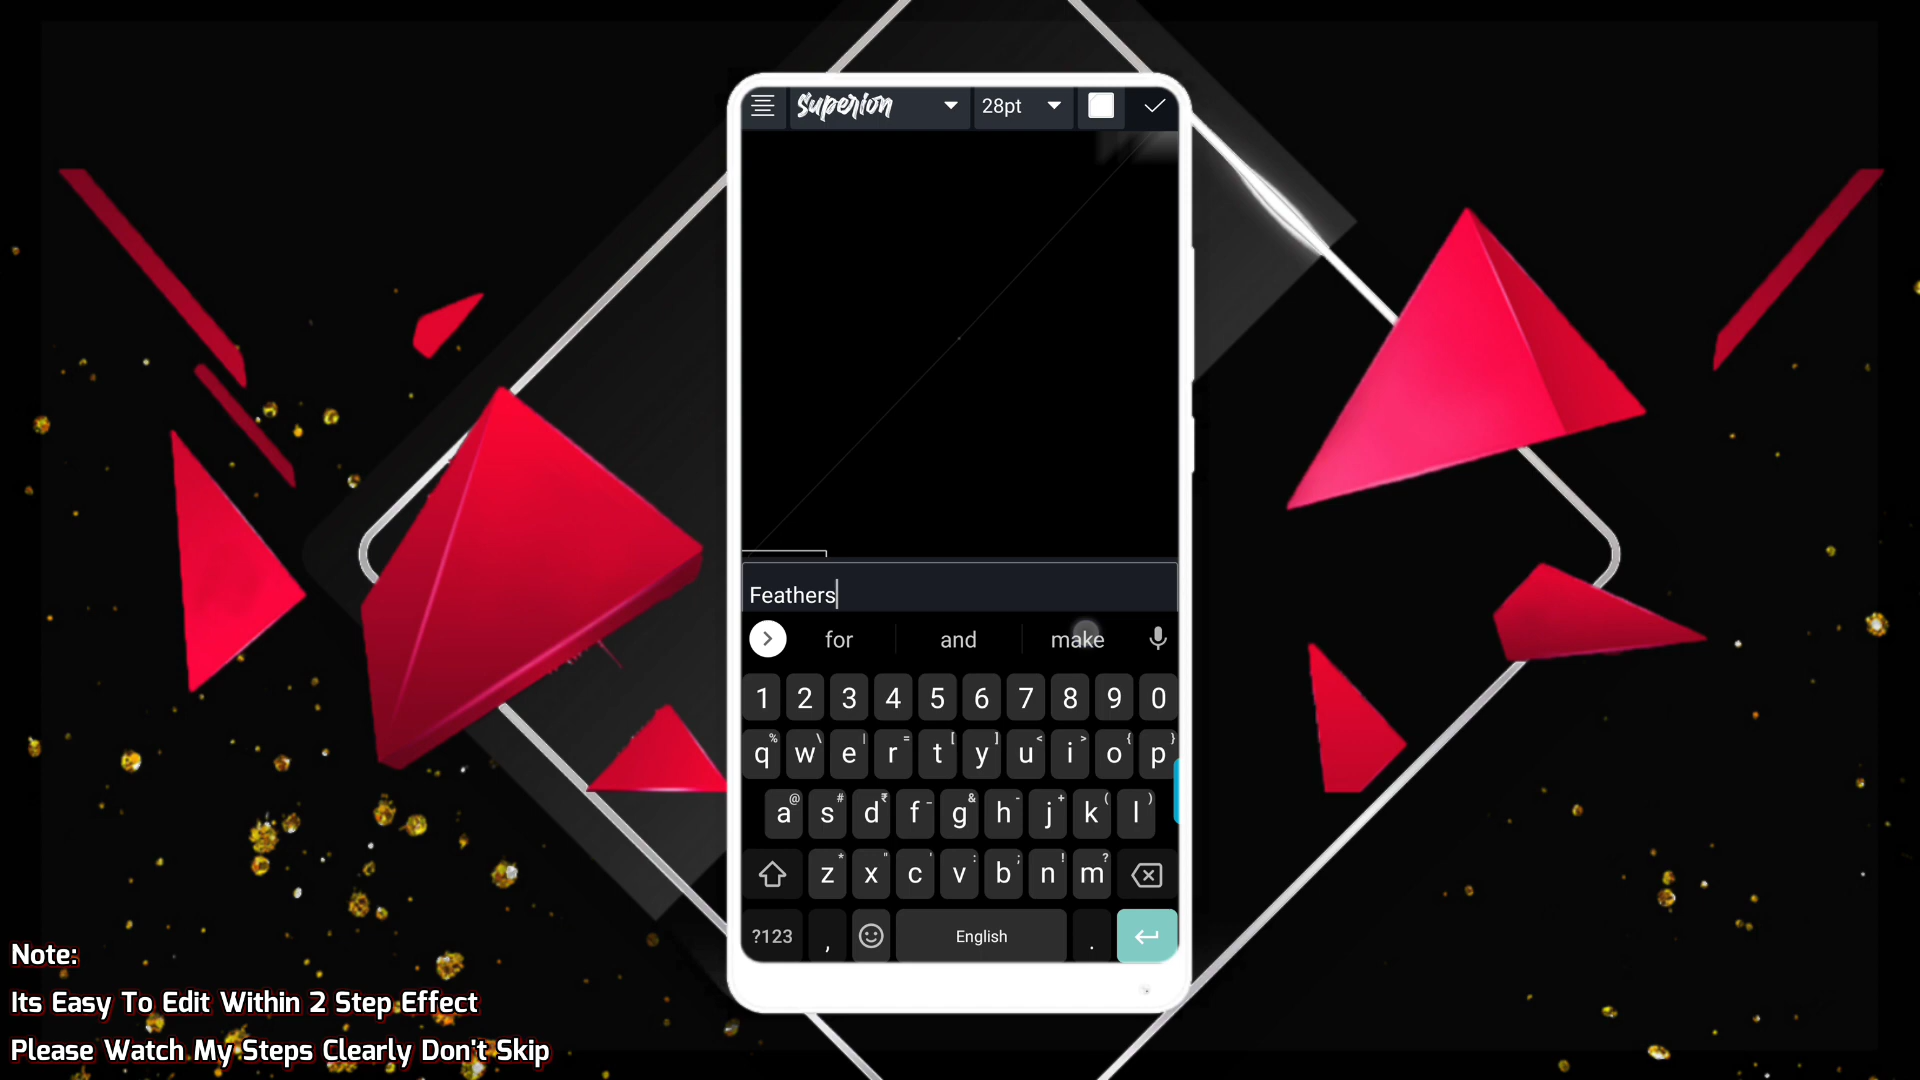 Superion 28pt
Feathers
for and make
1 2 3 4 5 6 7 8 9 0
% \ | = [ ] < > { }
q w e r t y u i o p
@ # ₹ _ & - + ( )
a s d f g h j k l
* " ' : ; ! ?
z x c v b n m
?123 , English .
Note:
Its Easy To Edit Within 2 Step Effect
Please Watch My Steps Clearly Don't Skip